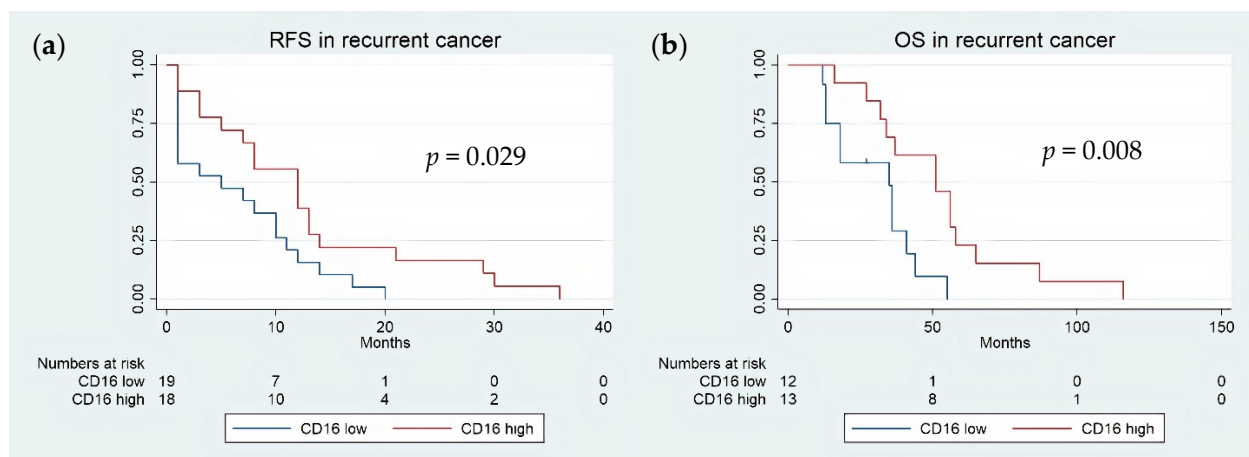 (a)
RFS in recurrent cancer
1.00
0.75
0.50
0.25
0.00
p = 0.029
0 10 20 30 40
Months
Numbers at risk
CD16 low 19 7 1 0 0
CD16 high 18 10 4 2 0
CD16 low CD16 high
(b)
OS in recurrent cancer
1.00
0.75
0.50
0.25
0.00
p = 0.008
0 50 100 150
Months
Numbers at risk
CD16 low 12 1 0 0
CD16 high 13 8 1 0
CD16 low CD16 high